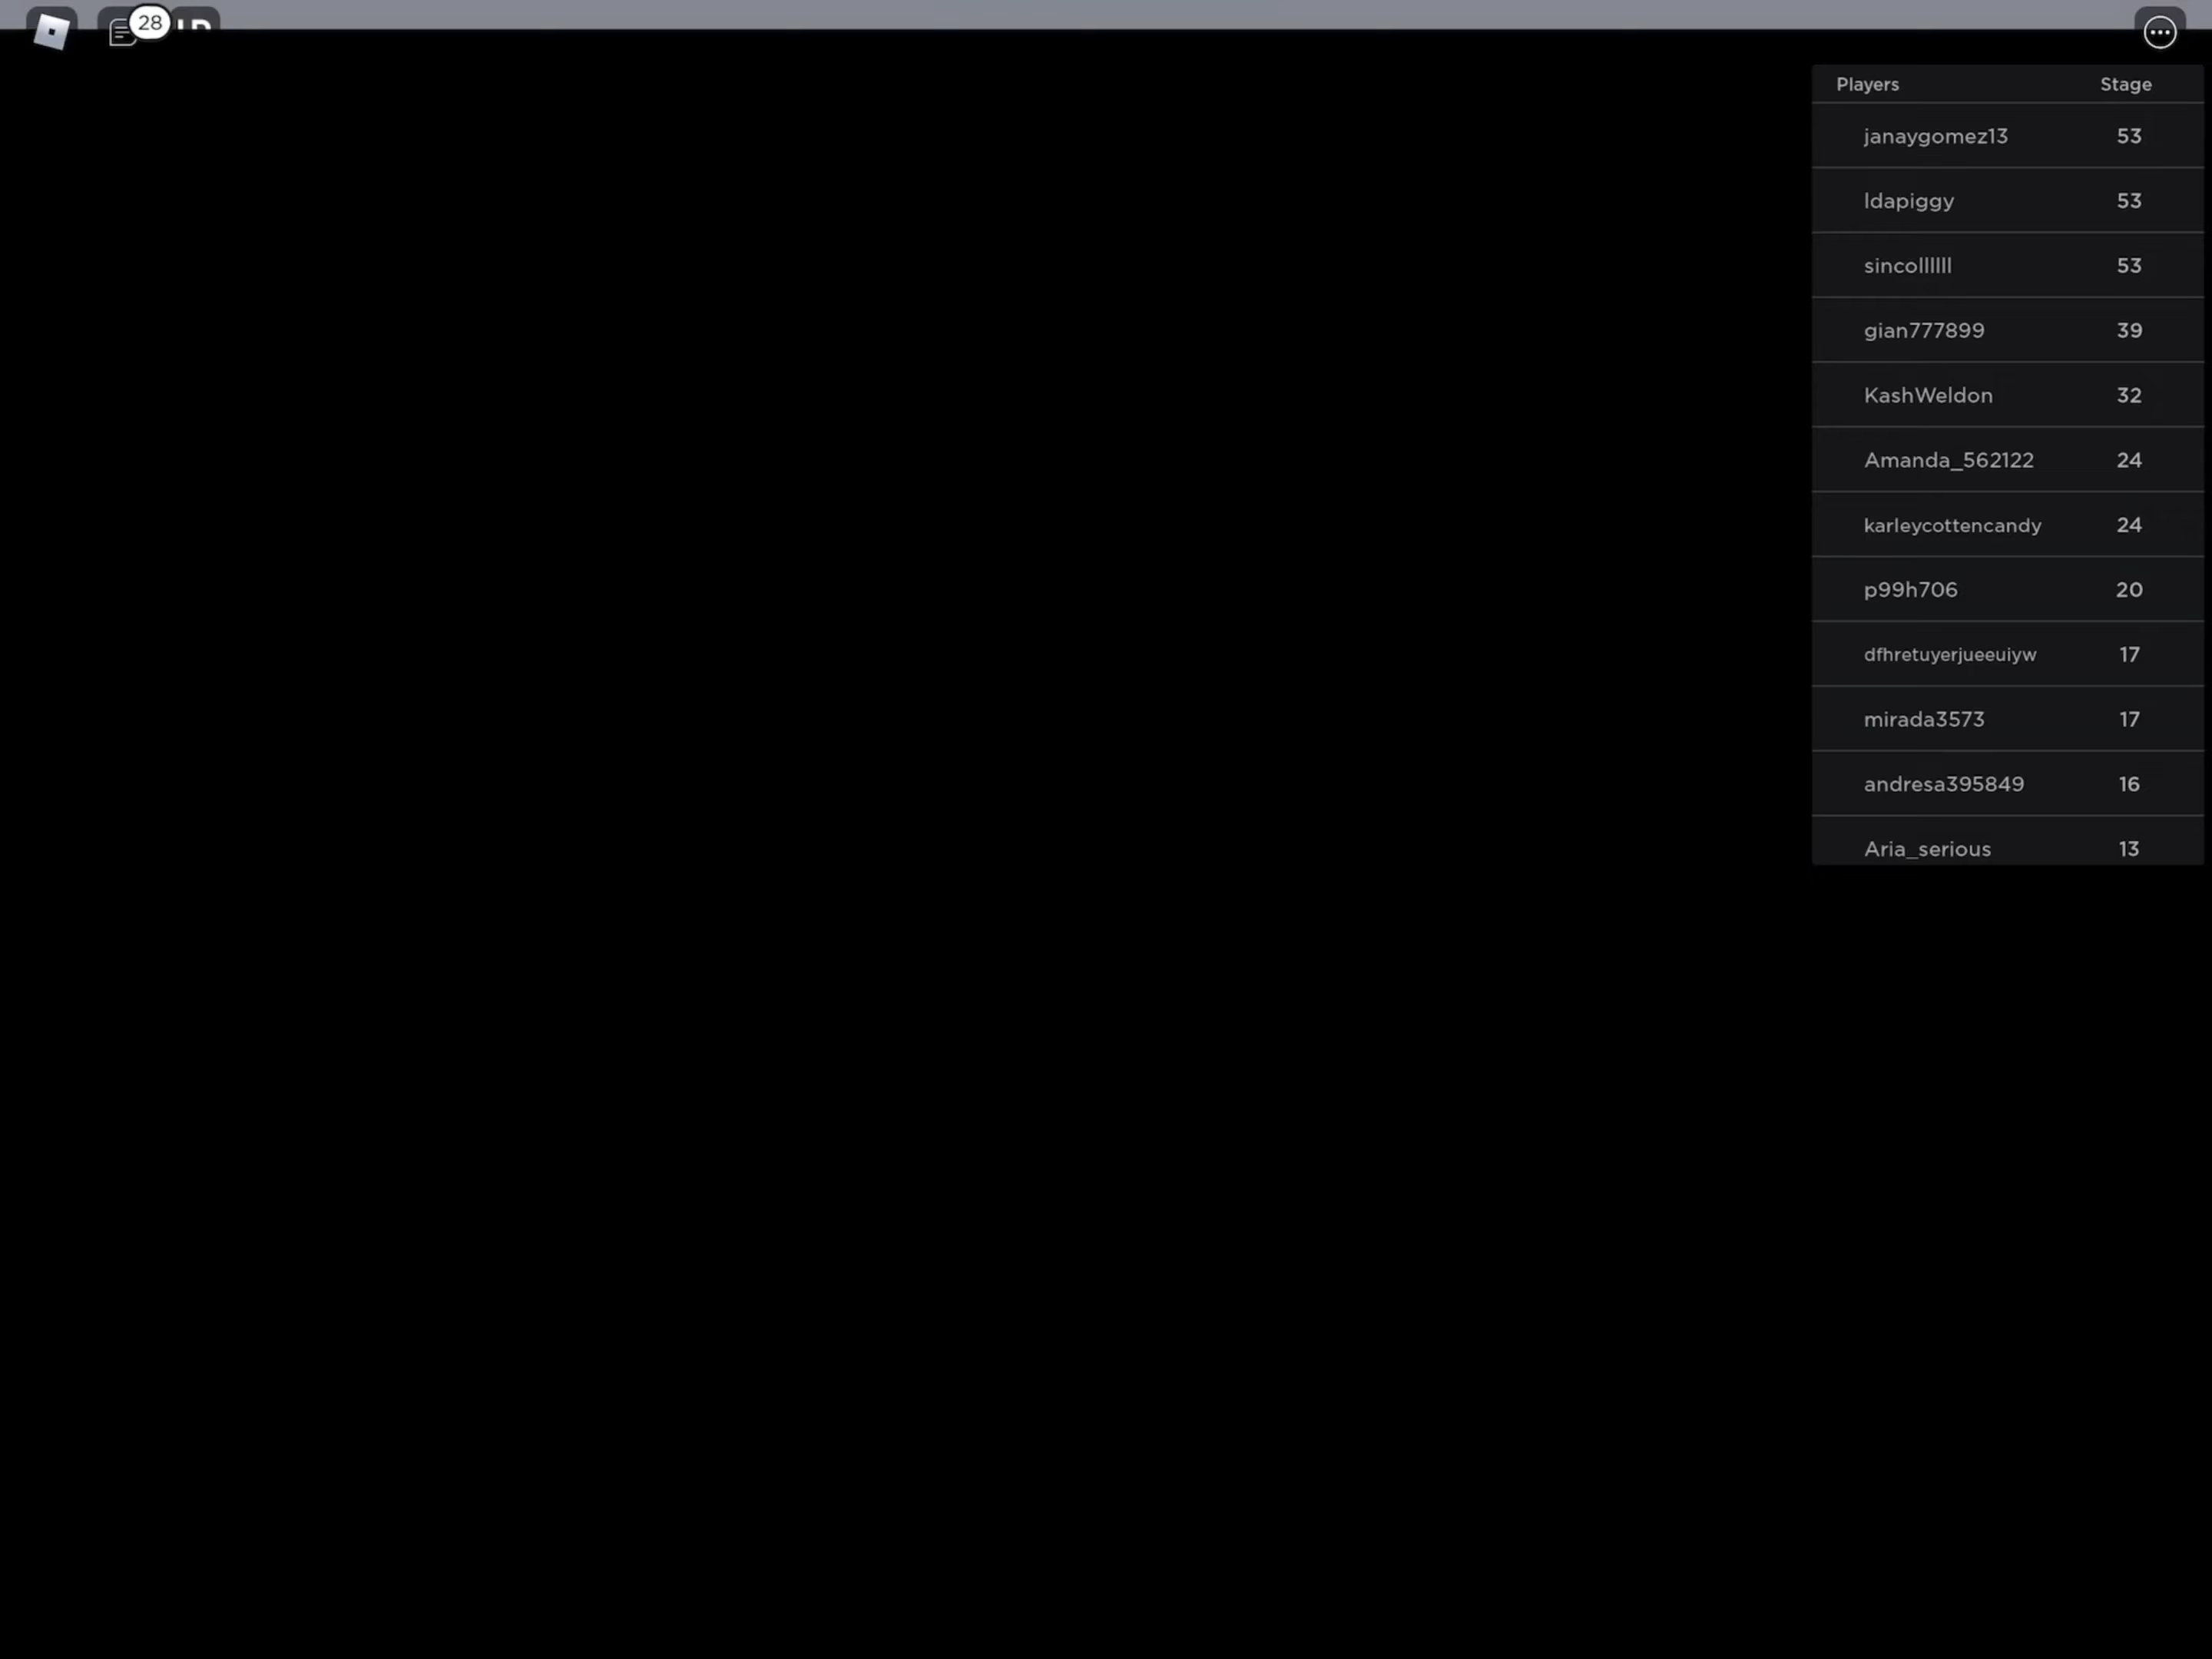 28
Players Stage
janaygomez13 53
ldapiggy 53
sincollllll 53
gian777899 39
KashWeldon 32
Amanda_562122 24
karleycottencandy 24
p99h706 20
dfhretuyerjueeuiyw 17
mirada3573 17
andresa395849 16
Aria_serious 13